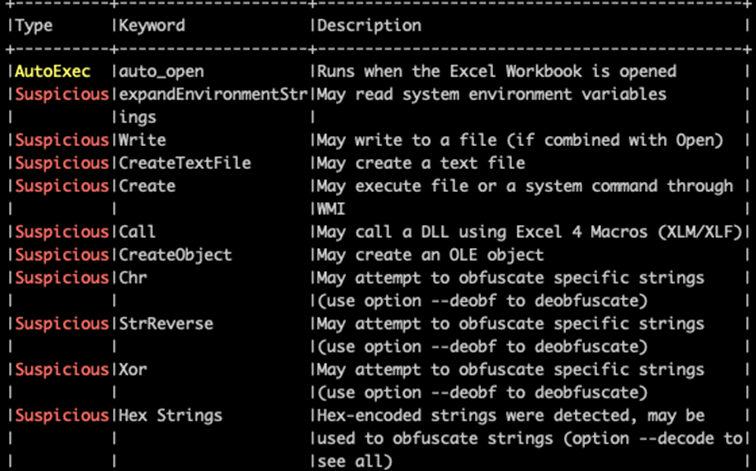 +----------+--------------------+---------------------------------------------+
|Type |Keyword |Description |
+----------+--------------------+---------------------------------------------+
|AutoExec |auto_open |Runs when the Excel Workbook is opened |
|Suspicious|expandEnvironmentStr|May read system environment variables |
| |ings | |
|Suspicious|Write |May write to a file (if combined with Open) |
|Suspicious|CreateTextFile |May create a text file |
|Suspicious|Create |May execute file or a system command through |
| | |WMI |
|Suspicious|Call |May call a DLL using Excel 4 Macros (XLM/XLF)|
|Suspicious|CreateObject |May create an OLE object |
|Suspicious|Chr |May attempt to obfuscate specific strings |
| | |(use option --deobf to deobfuscate) |
|Suspicious|StrReverse |May attempt to obfuscate specific strings |
| | |(use option --deobf to deobfuscate) |
|Suspicious|Xor |May attempt to obfuscate specific strings |
| | |(use option --deobf to deobfuscate) |
|Suspicious|Hex Strings |Hex-encoded strings were detected, may be |
| | |used to obfuscate strings (option --decode to|
| | |see all) |